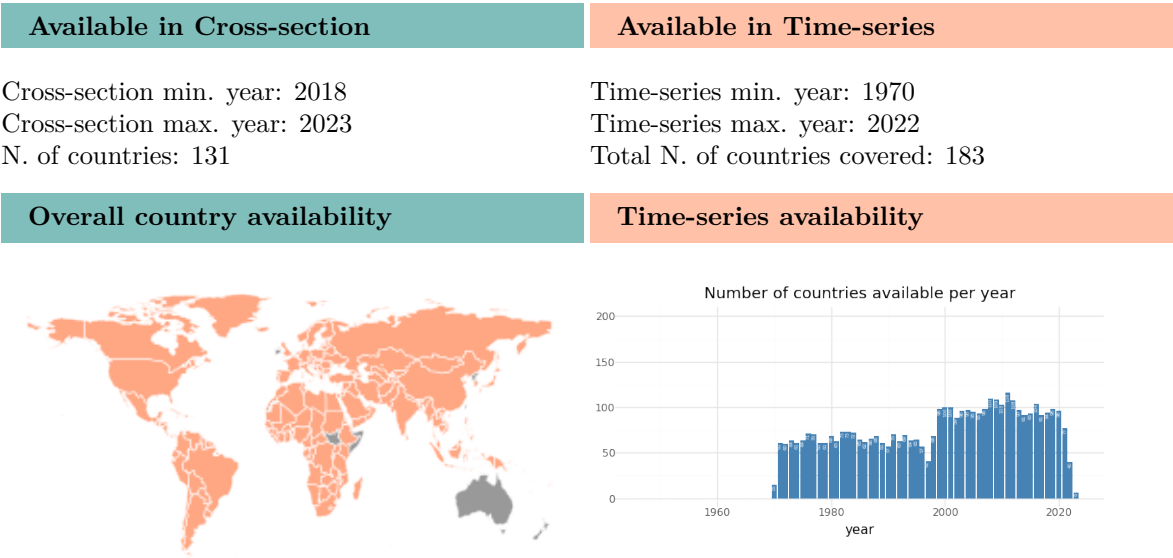 Available in Cross-section
Available in Time-series
Cross-section min. year: 2018
Cross-section max. year: 2023
N. of countries: 131
Time-series min. year: 1970
Time-series max. year: 2022
Total N. of countries covered: 183
Overall country availability
Time-series availability
Number of countries available per year
200
150
100
50
0
1960
1980
2000
2020
year